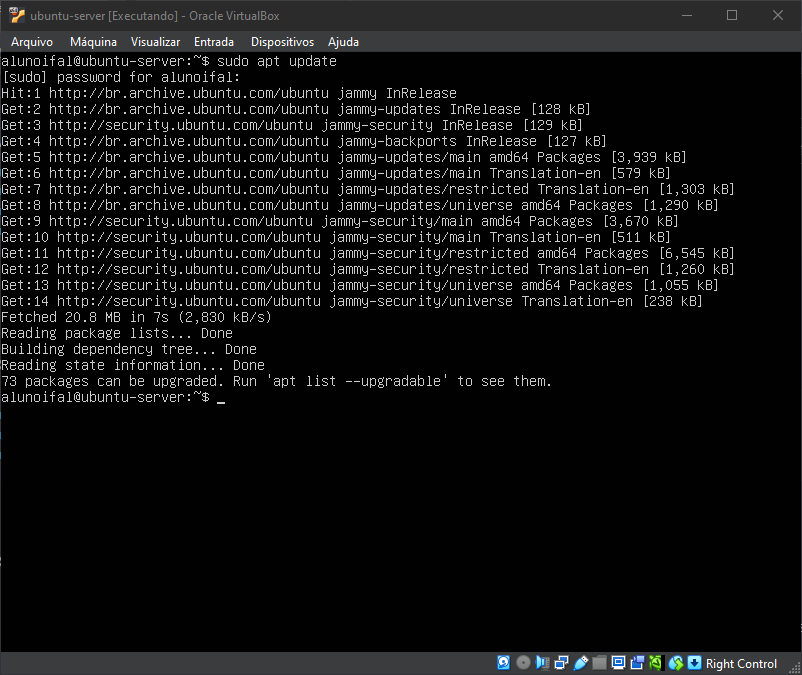 ubuntu-server [Executando] - Oracle VirtualBox
Arquivo Máquina Visualizar Entrada Dispositivos Ajuda
alunoifal@ubuntu-server:~$ sudo apt update
[sudo] password for alunoifal:
Hit:1 http://br.archive.ubuntu.com/ubuntu jammy InRelease
Get:2 http://br.archive.ubuntu.com/ubuntu jammy-updates InRelease [128 kB]
Get:3 http://security.ubuntu.com/ubuntu jammy-security InRelease [129 kB]
Get:4 http://br.archive.ubuntu.com/ubuntu jammy-backports InRelease [127 kB]
Get:5 http://br.archive.ubuntu.com/ubuntu jammy-updates/main amd64 Packages [3,939 kB]
Get:6 http://br.archive.ubuntu.com/ubuntu jammy-updates/main Translation-en [579 kB]
Get:7 http://br.archive.ubuntu.com/ubuntu jammy-updates/restricted Translation-en [1,303 kB]
Get:8 http://br.archive.ubuntu.com/ubuntu jammy-updates/universe amd64 Packages [1,290 kB]
Get:9 http://security.ubuntu.com/ubuntu jammy-security/main amd64 Packages [3,670 kB]
Get:10 http://security.ubuntu.com/ubuntu jammy-security/main Translation-en [511 kB]
Get:11 http://security.ubuntu.com/ubuntu jammy-security/restricted amd64 Packages [6,545 kB]
Get:12 http://security.ubuntu.com/ubuntu jammy-security/restricted Translation-en [1,260 kB]
Get:13 http://security.ubuntu.com/ubuntu jammy-security/universe amd64 Packages [1,055 kB]
Get:14 http://security.ubuntu.com/ubuntu jammy-security/universe Translation-en [238 kB]
Fetched 20.8 MB in 7s (2,830 kB/s)
Reading package lists... Done
Building dependency tree... Done
Reading state information... Done
73 packages can be upgraded. Run 'apt list --upgradable' to see them.
alunoifal@ubuntu-server:~$ _
Right Control